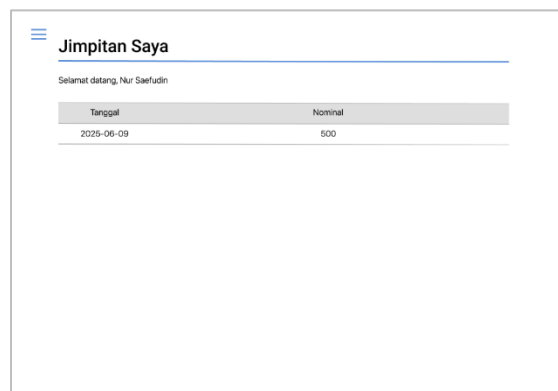 Jimpitan Saya
Selamat datang, Nur Saefudin
Tanggal Nominal
2025-06-09 500